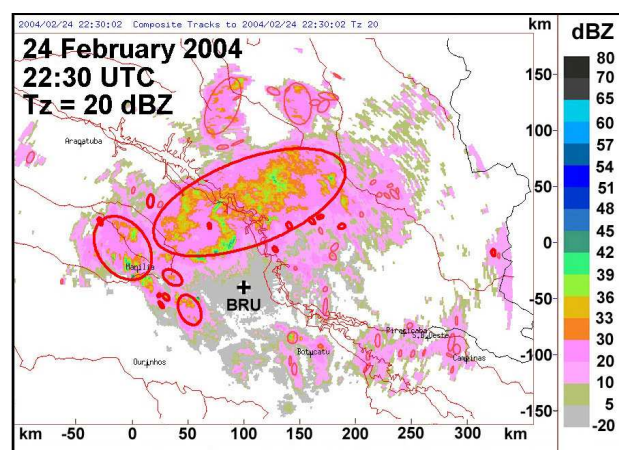 2004/02/24 22:30:02 Composite Tracks to 2004/02/24 22:30:02 Tz 20
km
dBZ
24 February 2004
22:30 UTC
Tz = 20 dBZ
Araçatuba
Marilia
BRU
Ourinhos
Botucatu
Piracicaba
S.B.Oeste
Campinas
150
100
50
0
-50
-100
-150
km
-50
0
50
100
150
200
250
300
km
80
70
65
60
57
54
51
48
45
42
39
36
33
30
20
10
5
-20